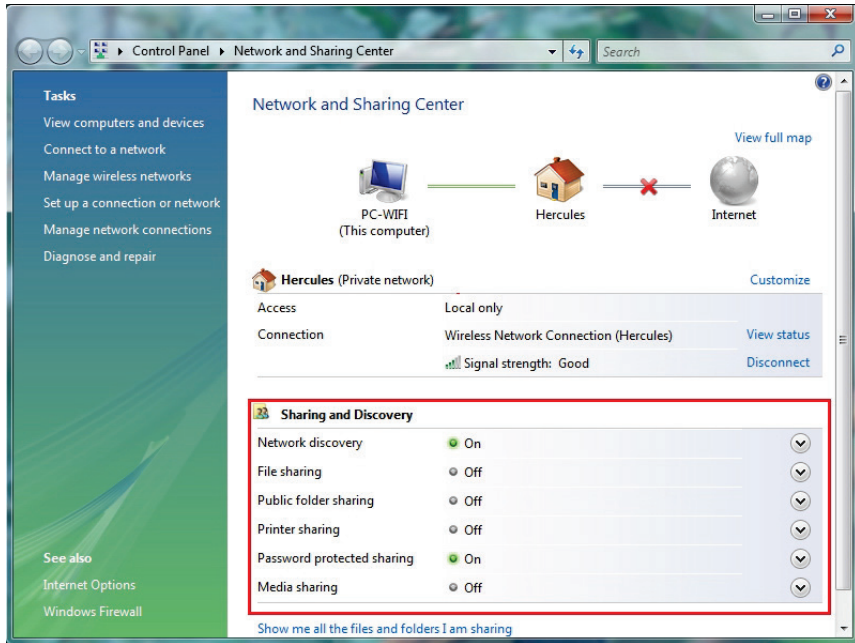 Control Panel Network and Sharing Center
Search
Tasks
View computers and devices
Connect to a network
Manage wireless networks
Set up a connection or network
Manage network connections
Diagnose and repair
See also
Internet Options
Windows Firewall
Network and Sharing Center
View full map
PC-WIFI
(This computer)
Hercules
Internet
Hercules (Private network)
Customize
Access Local only
Connection Wireless Network Connection (Hercules) View status
Signal strength: Good Disconnect
Sharing and Discovery
Network discovery On
File sharing Off
Public folder sharing Off
Printer sharing Off
Password protected sharing On
Media sharing Off
Show me all the files and folders I am sharing